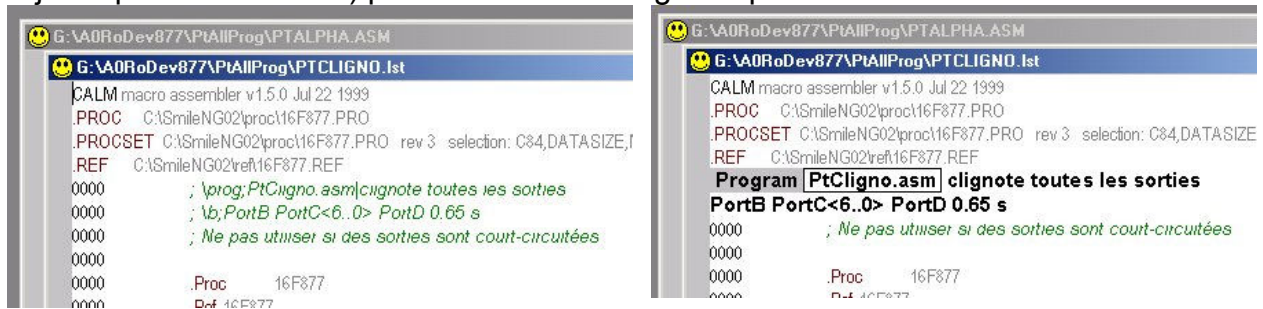 G:\A0RoDev877\PtAllProg\PTALPHA.ASM
G:\A0RoDev877\PtAllProg\PTCLIGNO.lst
CALM macro assembler v1.5.0 Jul 22 1999
.PROC C:\SmileNG02\proc\16F877.PRO
.PROCSET C:\SmileNG02\proc\16F877.PRO rev 3 selection: C84,DATASIZE,
.REF C:\SmileNG02\ref\16F877.REF
0000 ; \prog;PtCligno.asm|clignote toutes les sorties
0000 ; \b;PortB PortC<6..0> PortD 0.65 s
0000 ; Ne pas utiliser si des sorties sont court-circuitées
0000
0000 .Proc 16F877
0000 .Ref 16F877
G:\A0RoDev877\PtAllProg\PTALPHA.ASM
G:\A0RoDev877\PtAllProg\PTCLIGNO.lst
CALM macro assembler v1.5.0 Jul 22 1999
.PROC C:\SmileNG02\proc\16F877.PRO
.PROCSET C:\SmileNG02\proc\16F877.PRO rev 3 selection: C84,DATASIZE
.REF C:\SmileNG02\ref\16F877.REF
Program PtCligno.asm clignote toutes les sorties
PortB PortC<6..0> PortD 0.65 s
0000 ; Ne pas utiliser si des sorties sont court-circuitées
0000
0000 .Proc 16F877
0000 .Ref 16F877